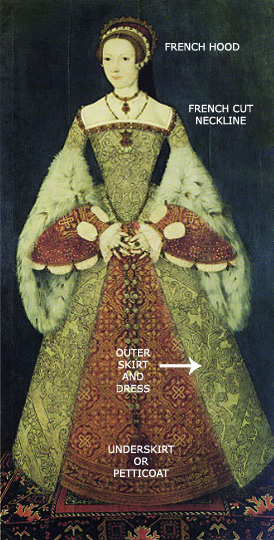 FRENCH HOOD
FRENCH CUT
NECKLINE
OUTER
SKIRT
AND
DRESS
UNDERSKIRT
OR
PETTICOAT